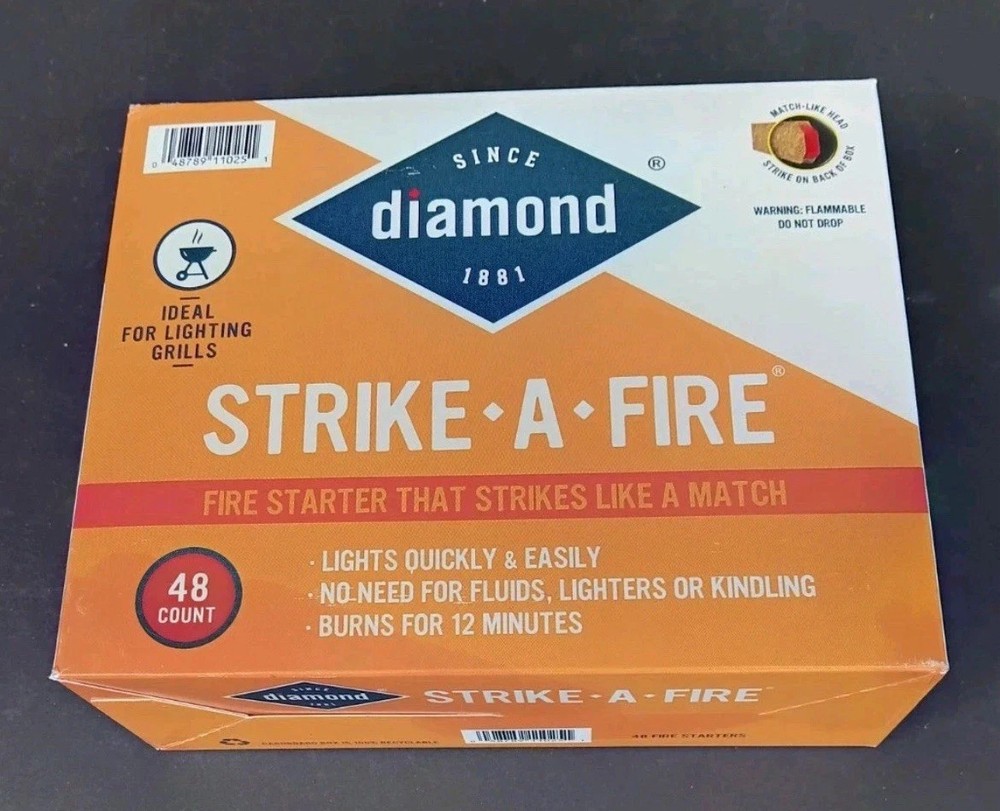 0 48789 11025 1
SINCE
diamond
1881
®
MATCH-LIKE HEAD
STRIKE ON BACK OF BOX
WARNING: FLAMMABLE
DO NOT DROP
IDEAL
FOR LIGHTING
GRILLS
STRIKE•A•FIRE®
FIRE STARTER THAT STRIKES LIKE A MATCH
48
COUNT
· LIGHTS QUICKLY & EASILY
· NO NEED FOR FLUIDS, LIGHTERS OR KINDLING
· BURNS FOR 12 MINUTES
SINCE
diamond
1881
STRIKE•A•FIRE
48 FIRE STARTERS